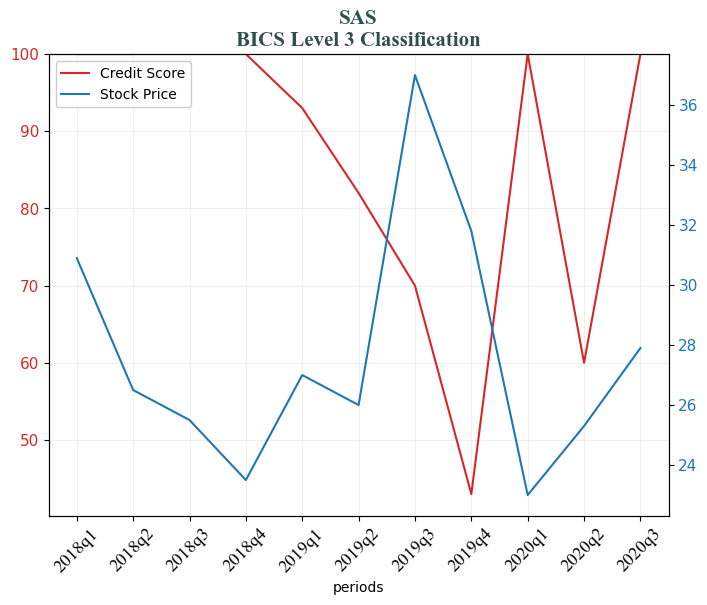 SAS
BICS Level 3 Classification
Credit Score
Stock Price
100
90
80
70
60
50
36
34
32
30
28
26
24
2018q1
2018q2
2018q3
2018q4
2019q1
2019q2
2019q3
2019q4
2020q1
2020q2
2020q3
periods